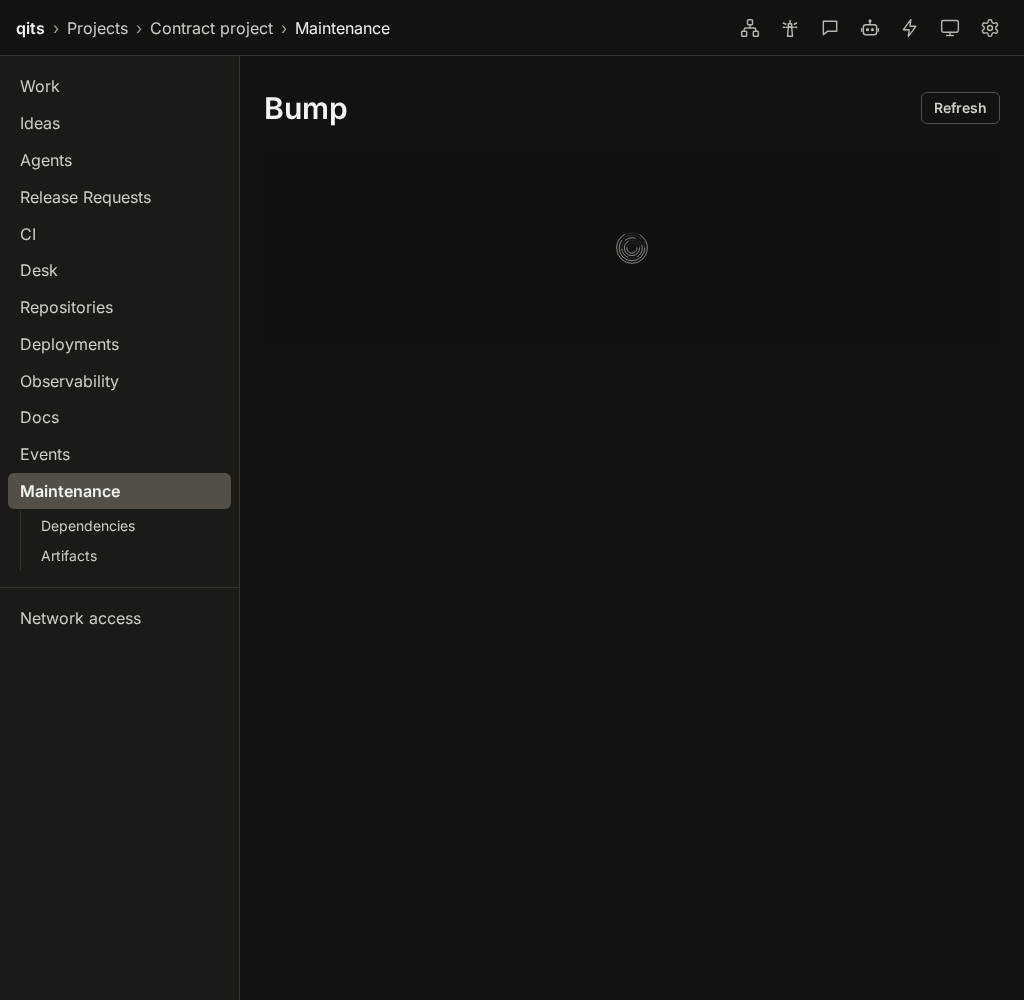 qits › Projects › Contract project › Maintenance
Work
Ideas
Agents
Release Requests
CI
Desk
Repositories
Deployments
Observability
Docs
Events
Maintenance
Dependencies
Artifacts
Network access
Bump
Refresh